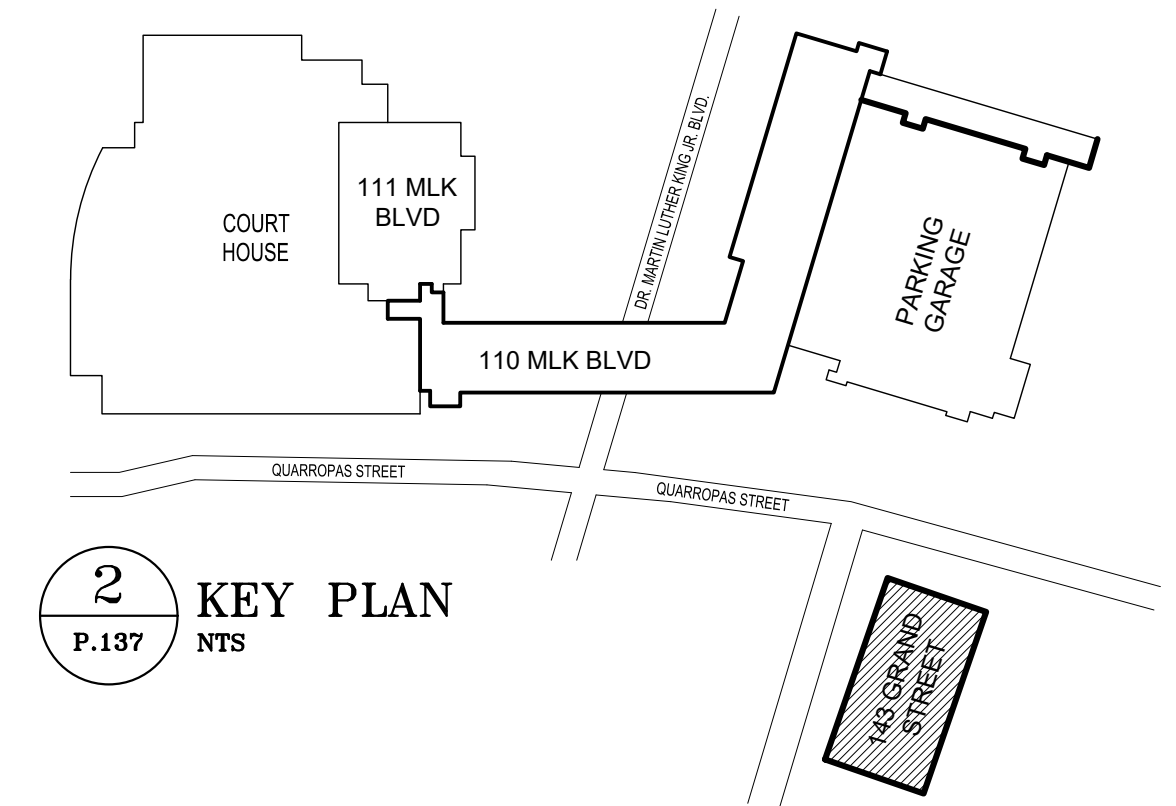 111 MLK
BLVD
COURT
HOUSE
DR. MARTIN LUTHER KING JR. BLVD.
PARKING
GARAGE
110 MLK BLVD
QUARROPAS STREET
QUARROPAS STREET
2
P.137
KEY PLAN
NTS
143 GRAND
STREET